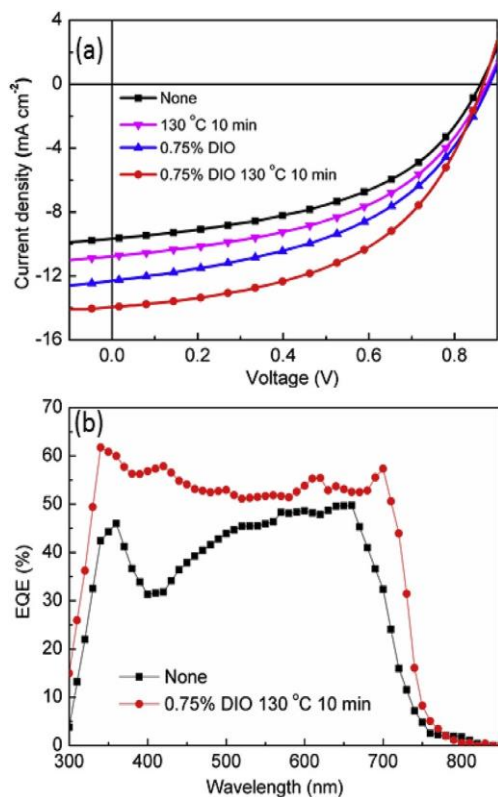 (a)
4
0
-4
-8
-12
-16
Current density (mA cm⁻²)
None
130 °C 10 min
0.75% DIO
0.75% DIO 130 °C 10 min
0.0 0.2 0.4 0.6 0.8
Voltage (V)
(b)
70
60
50
40
30
20
10
0
EQE (%)
None
0.75% DIO 130 °C 10 min
300 400 500 600 700 800
Wavelength (nm)